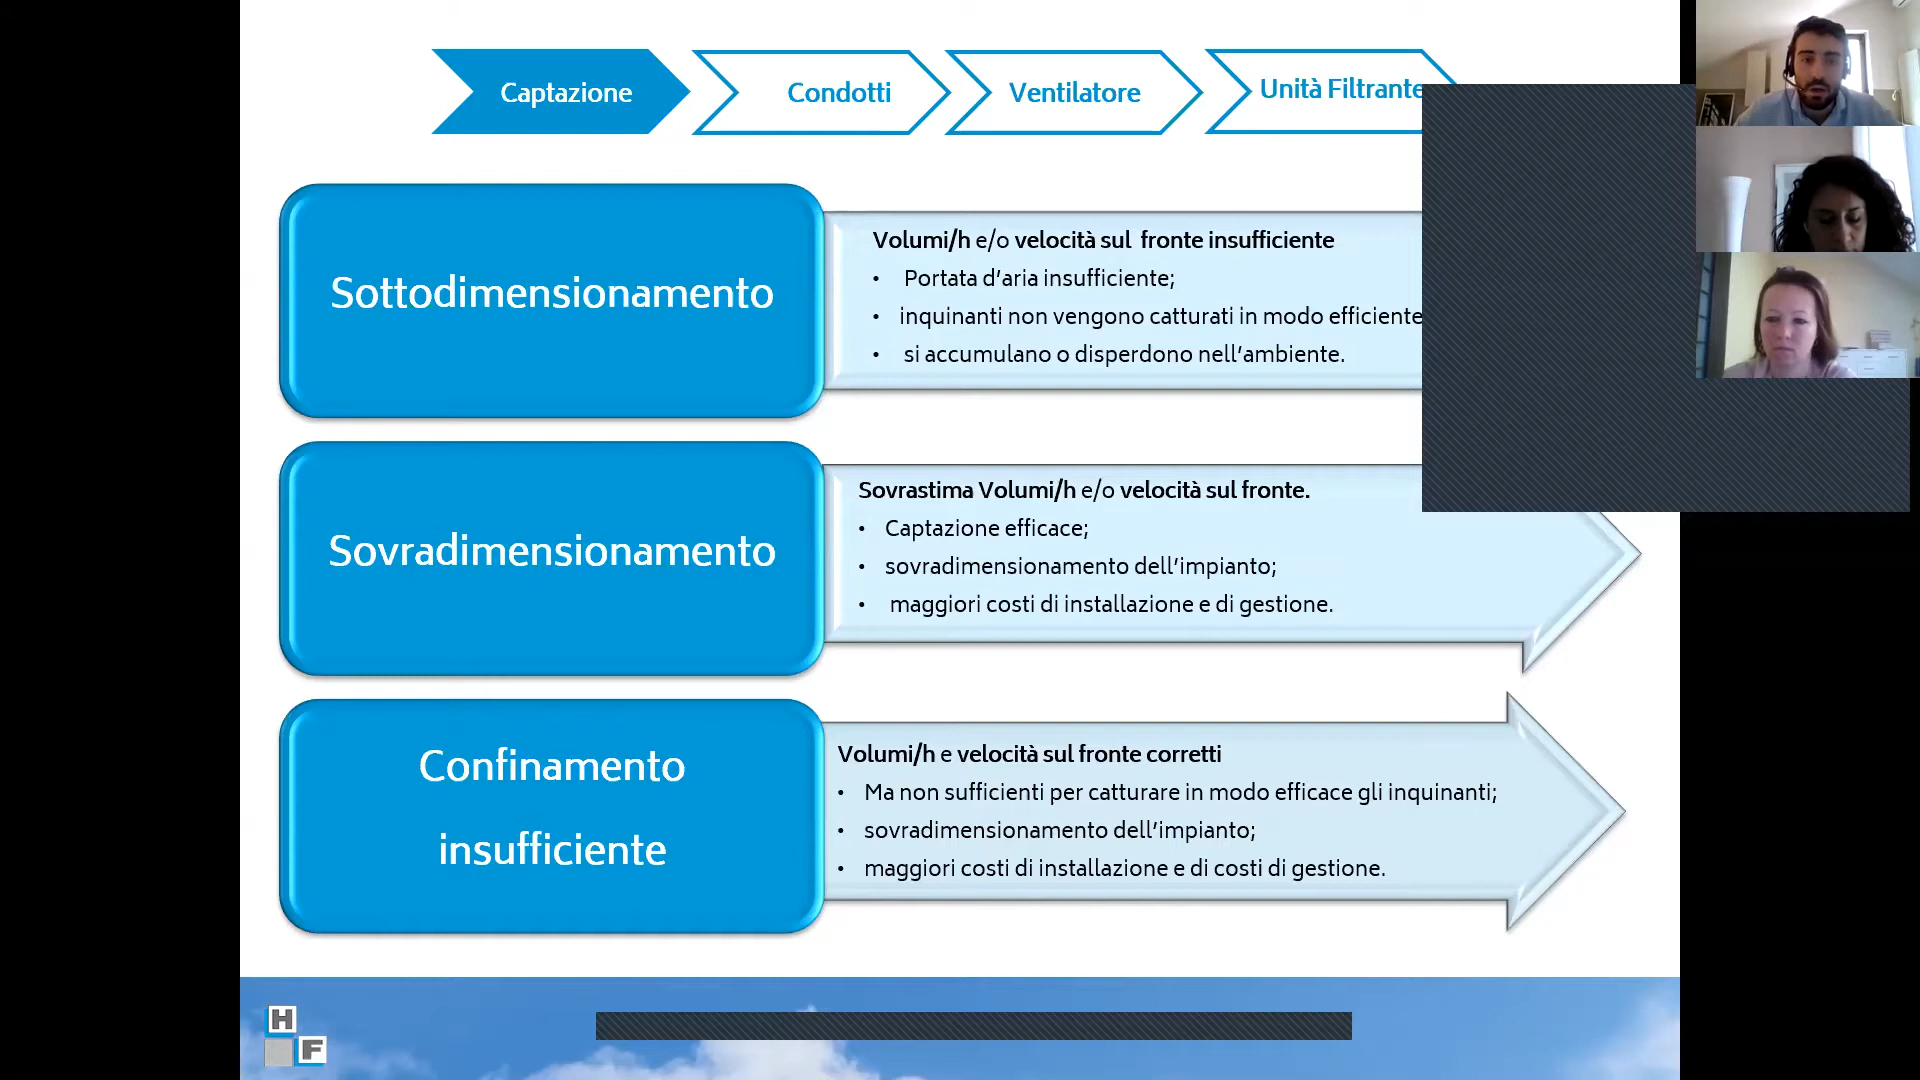 Captazione
Condotti
Ventilatore
Unità Filtrante
Sottodimensionamento
Volumi/h e/o velocità sul fronte insufficiente
• Portata d’aria insufficiente;
• inquinanti non vengono catturati in modo efficiente
• si accumulano o disperdono nell’ambiente.
Sovradimensionamento
Sovrastima Volumi/h e/o velocità sul fronte.
• Captazione efficace;
• sovradimensionamento dell’impianto;
• maggiori costi di installazione e di gestione.
Confinamento
insufficiente
Volumi/h e velocità sul fronte corretti
• Ma non sufficienti per catturare in modo efficace gli inquinanti;
• sovradimensionamento dell’impianto;
• maggiori costi di installazione e di costi di gestione.
H
F